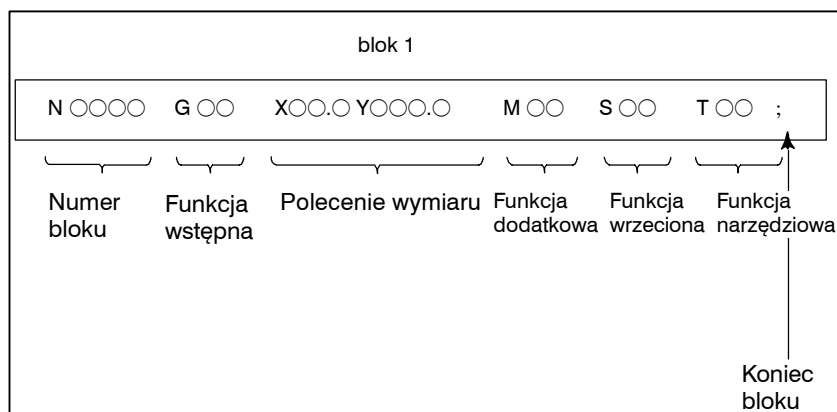 blok 1
N ○○○○ G ○○ X○○.○ Y○○○.○ M ○○ S ○○ T ○○ ;
Numer bloku
Funkcja wstępna
Polecenie wymiaru
Funkcja dodatkowa
Funkcja wrzeciona
Funkcja narzędziowa
Koniec bloku